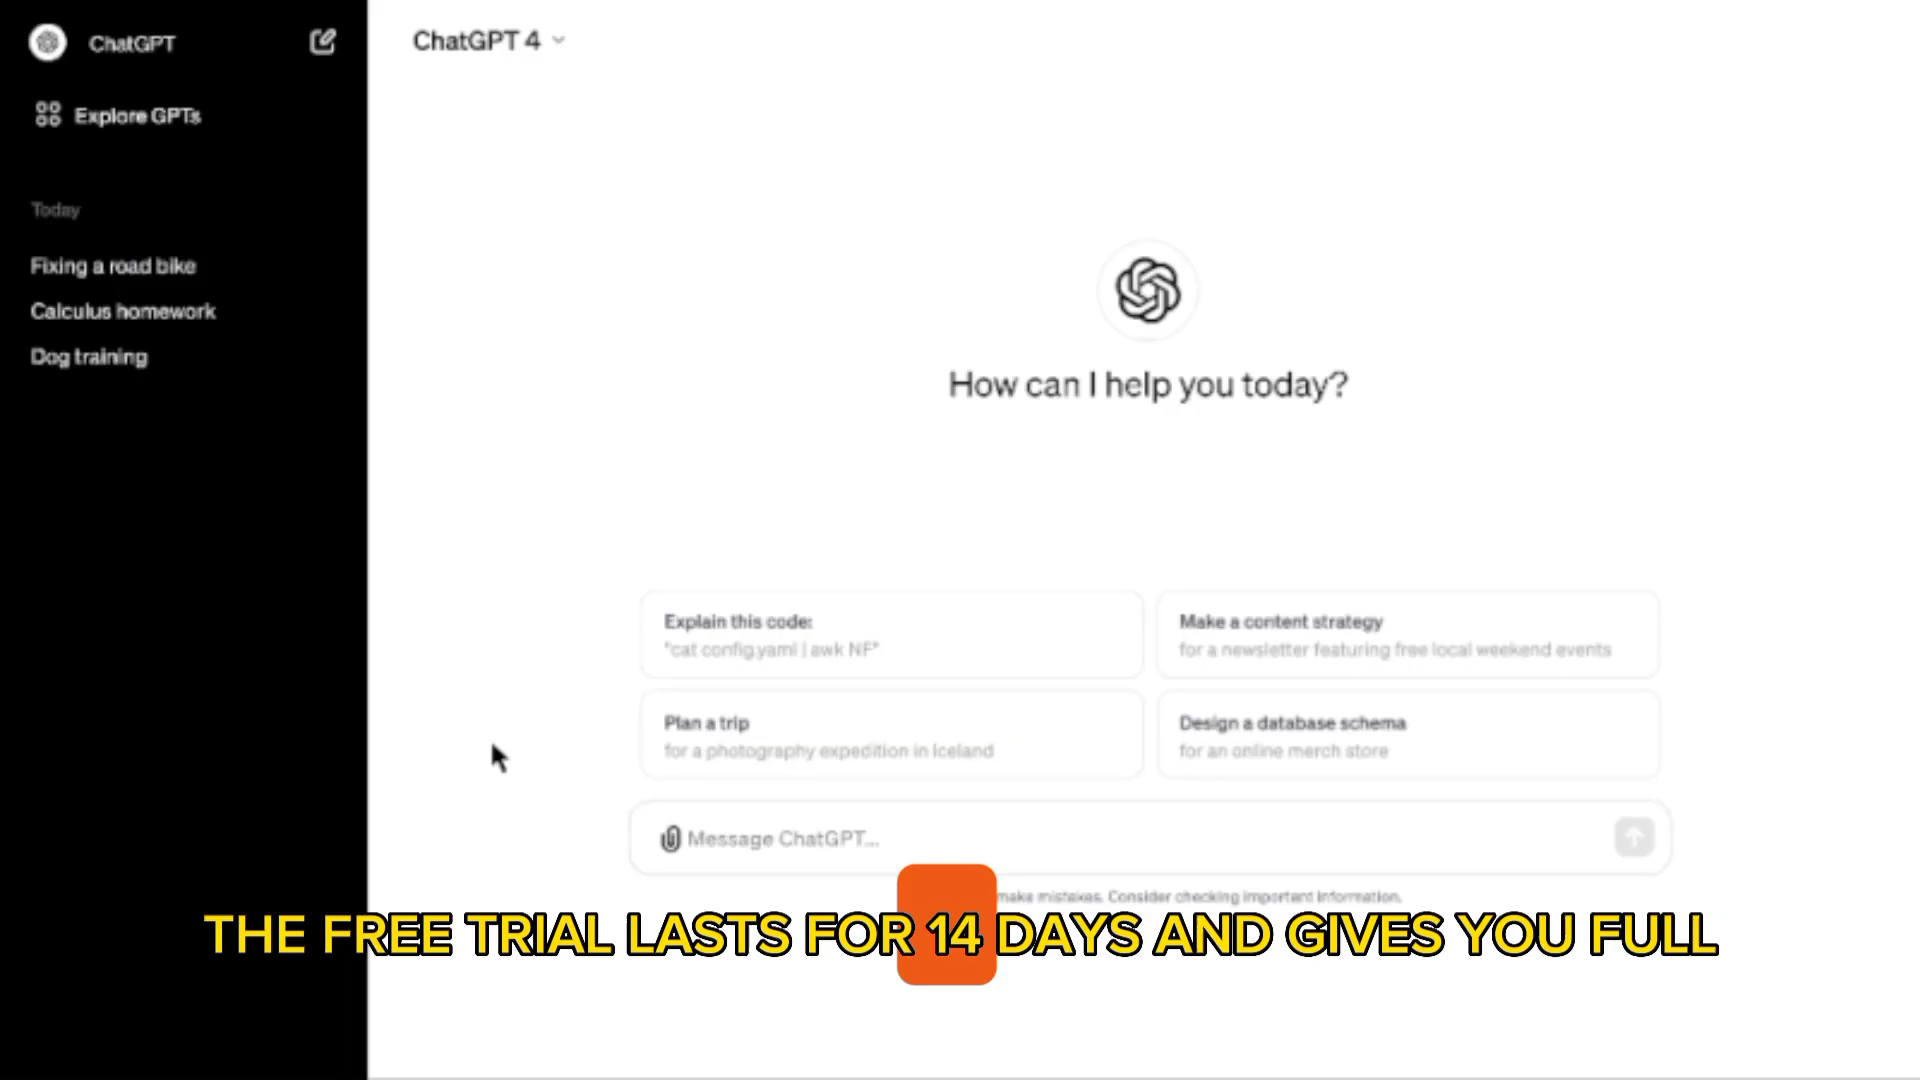 ChatGPT
Explore GPTs
Today
Fixing a road bike
Calculus homework
Dog training
ChatGPT 4
How can I help you today?
Explain this code:
"cat config.yaml | awk NF"
Make a content strategy
for a newsletter featuring free local weekend events
Plan a trip
for a photography expedition in Iceland
Design a database schema
for an online merch store
Message ChatGPT...
make mistakes. Consider checking important information.
THE FREE TRIAL LASTS FOR 14 DAYS AND GIVES YOU FULL